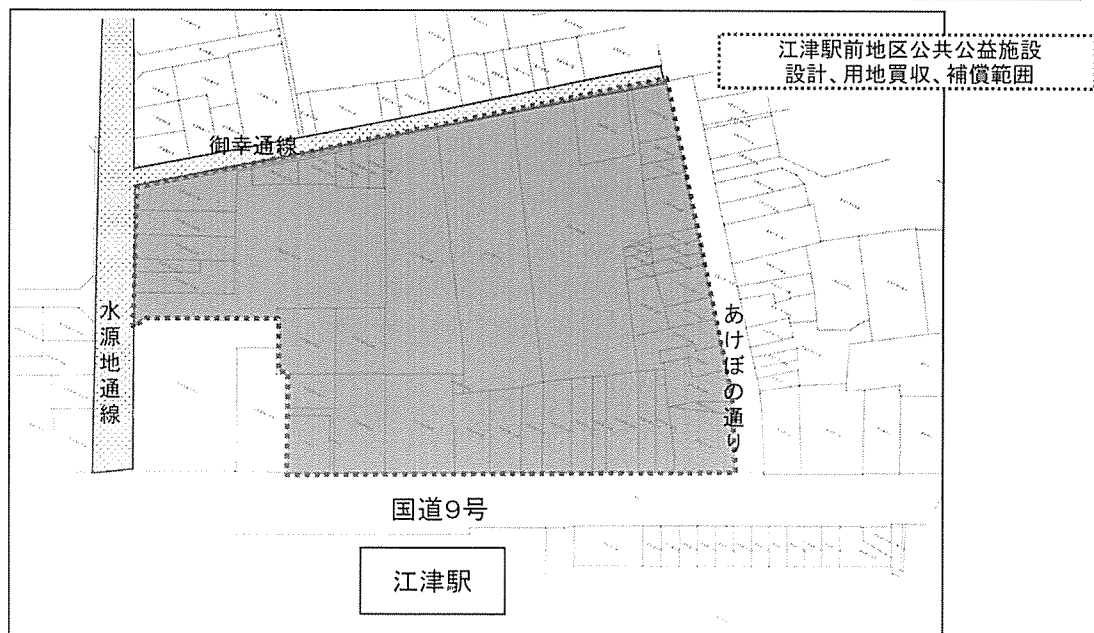 江津駅前地区公共公益施設
設計、用地買収、補償範囲
御幸通線
水源地通線
あけぼの通り
国道9号
江津駅